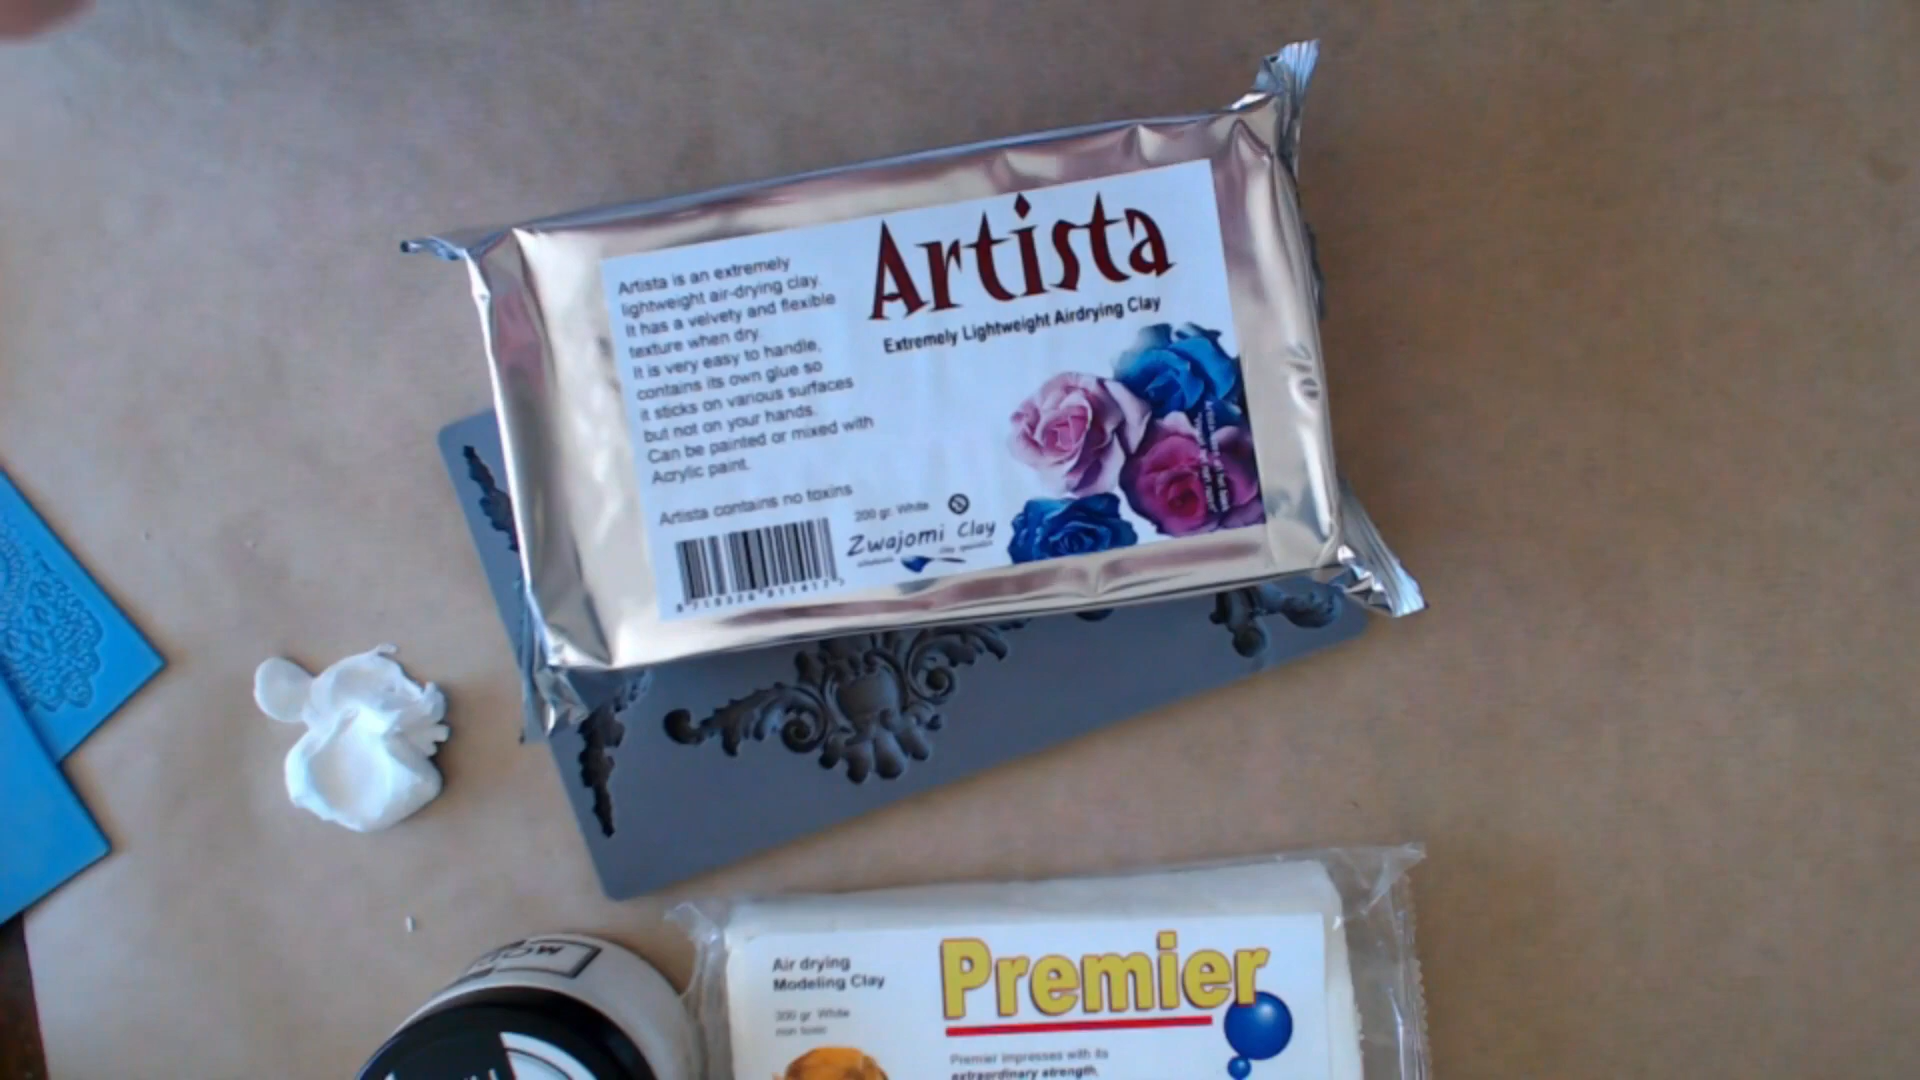 Artista is an extremely
lightweight air-drying clay.
It has a velvety and flexible
texture when dry.
It is very easy to handle,
contains its own glue so
it sticks on various surfaces
but not on your hands.
Can be painted or mixed with
Acrylic paint.
Artista contains no toxins
Artista
Extremely Lightweight Airdrying Clay
200 gr. White
Zwajomi Clay
Air drying
Modeling Clay
300 gr White
non toxic
Premier
Premier impresses with its
extraordinary strength,